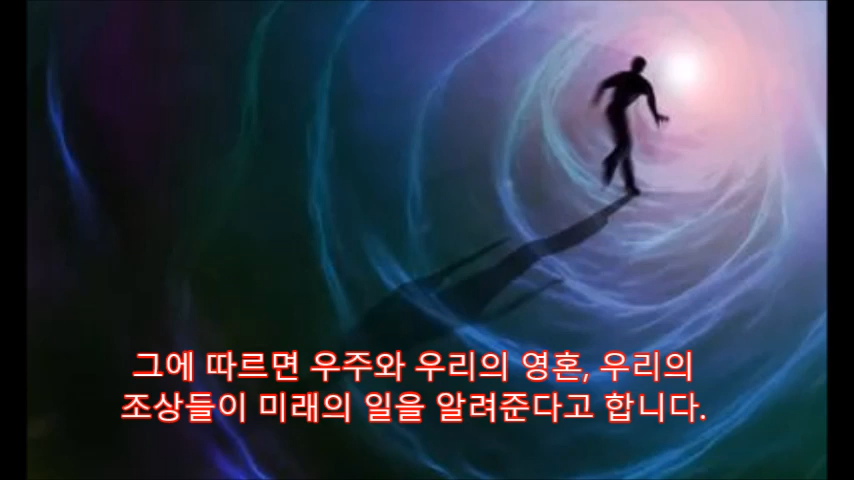 그에 따르면 우주와 우리의 영혼, 우리의
조상들이 미래의 일을 알려준다고 합니다.